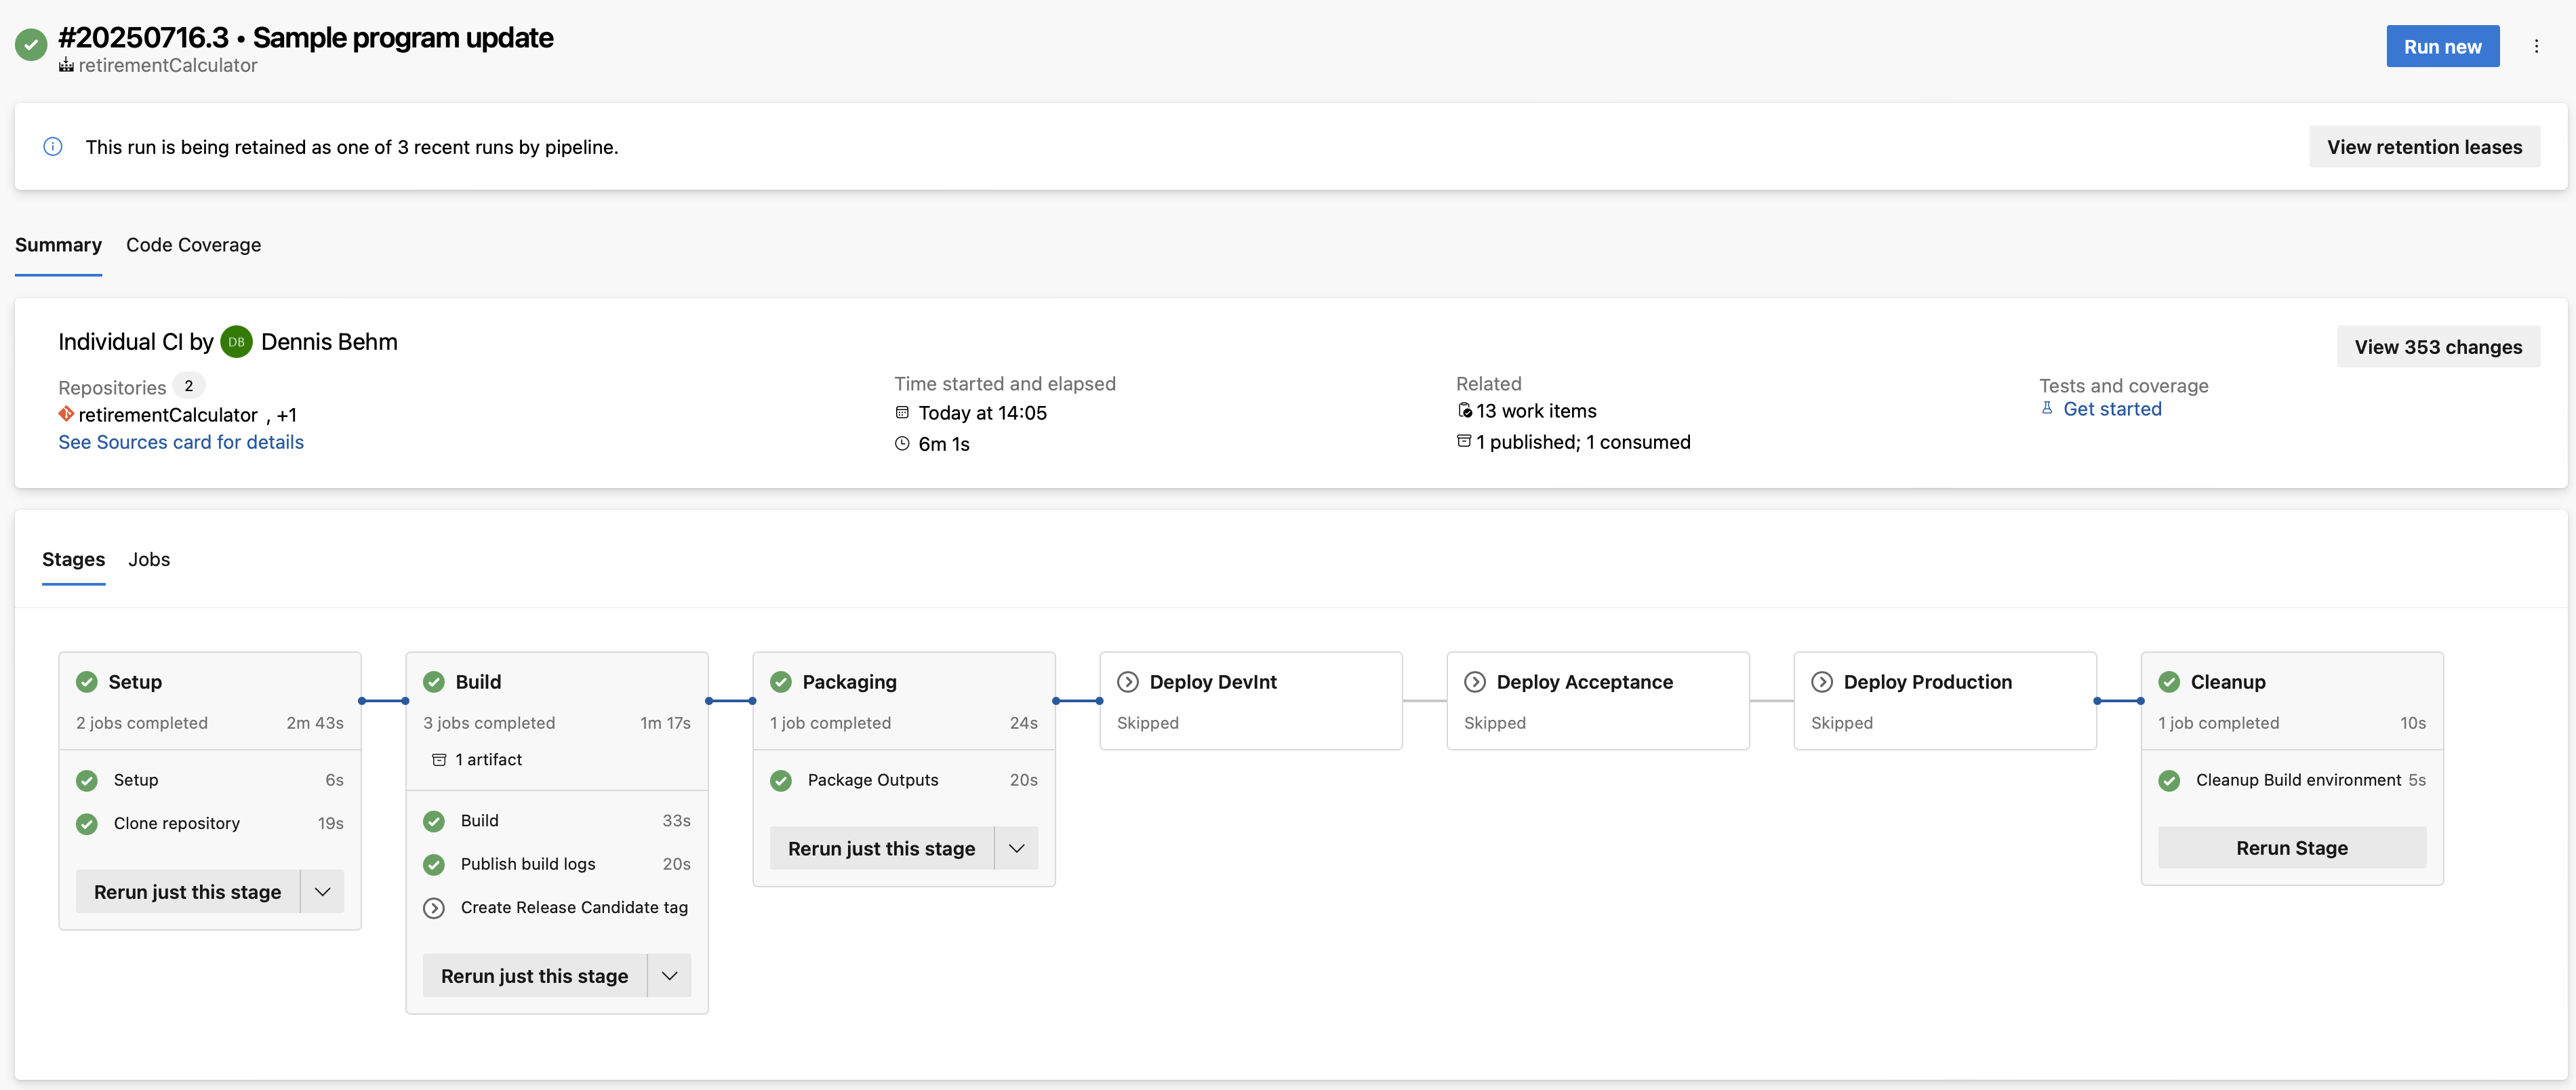 #20250716.3 • Sample program update
retirementCalculator
Run new
This run is being retained as one of 3 recent runs by pipeline.
View retention leases
Summary
Code Coverage
Individual CI by DB Dennis Behm
View 353 changes
Repositories 2
retirementCalculator , +1
See Sources card for details
Time started and elapsed
Today at 14:05
6m 1s
Related
13 work items
1 published; 1 consumed
Tests and coverage
Get started
Stages
Jobs
Setup
2 jobs completed 2m 43s
Setup 6s
Clone repository 19s
Rerun just this stage
Build
3 jobs completed 1m 17s
1 artifact
Build 33s
Publish build logs 20s
Create Release Candidate tag
Rerun just this stage
Packaging
1 job completed 24s
Package Outputs 20s
Rerun just this stage
Deploy DevInt
Skipped
Deploy Acceptance
Skipped
Deploy Production
Skipped
Cleanup
1 job completed 10s
Cleanup Build environment 5s
Rerun Stage